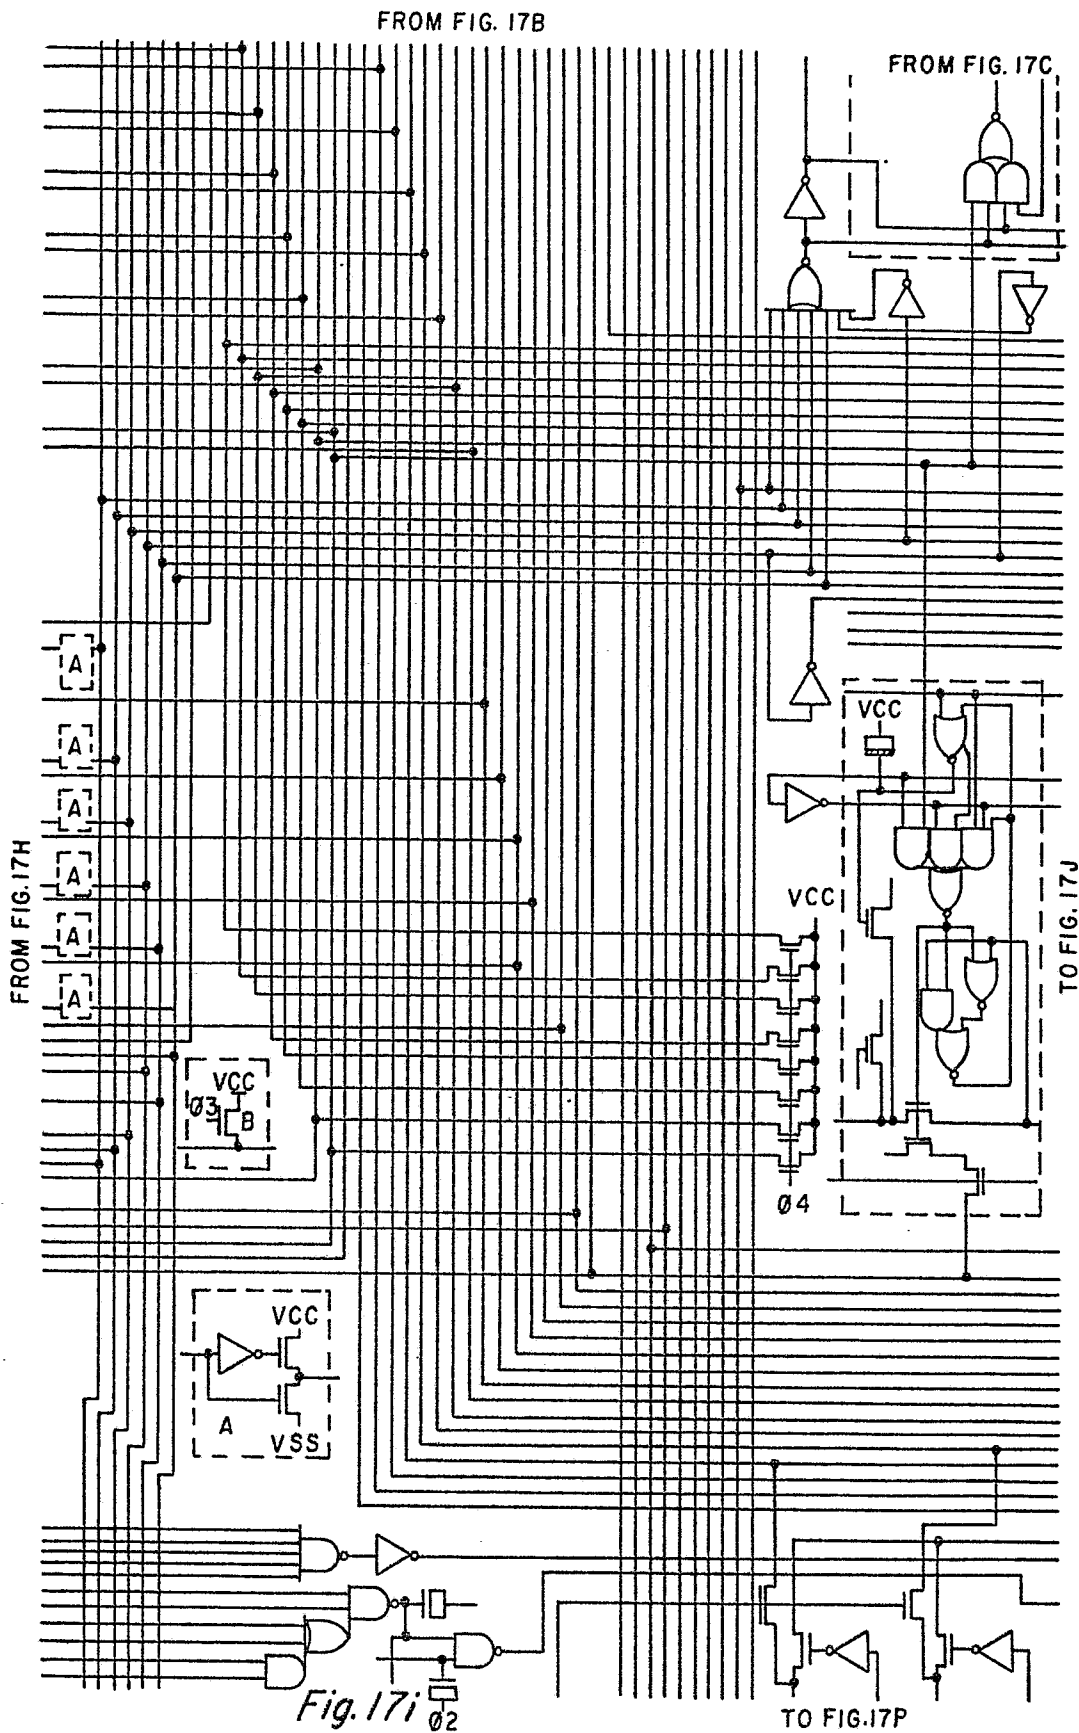 FROM FIG. 17B
FROM FIG. 17C
A
A
A
A
A
A
FROM FIG. 17H
VCC
VCC
TO FIG. 17J
VCC
Ø3
B
Ø4
VCC
A
VSS
Fig. 17i
Ø2
TO FIG.17P